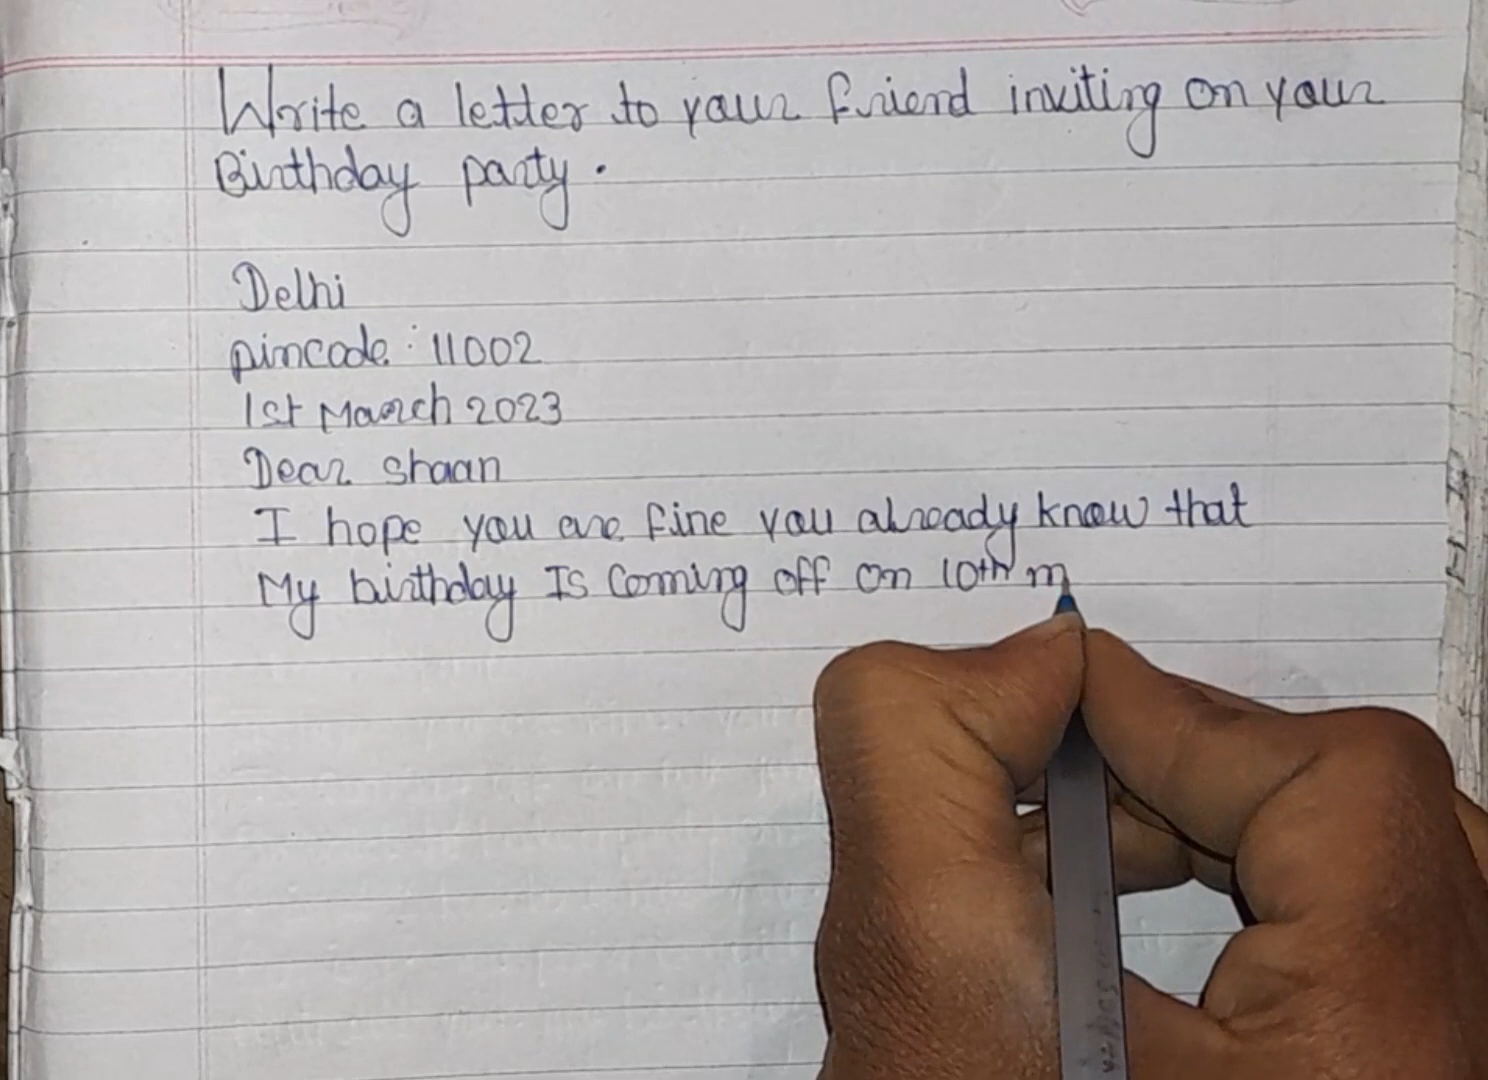 Write a letter to your friend inviting on your
Birthday party.
Delhi
pincode: 11002
1st March 2023
Dear shaan
I hope you are fine you already know that
My birthday Is Coming off on 10th m